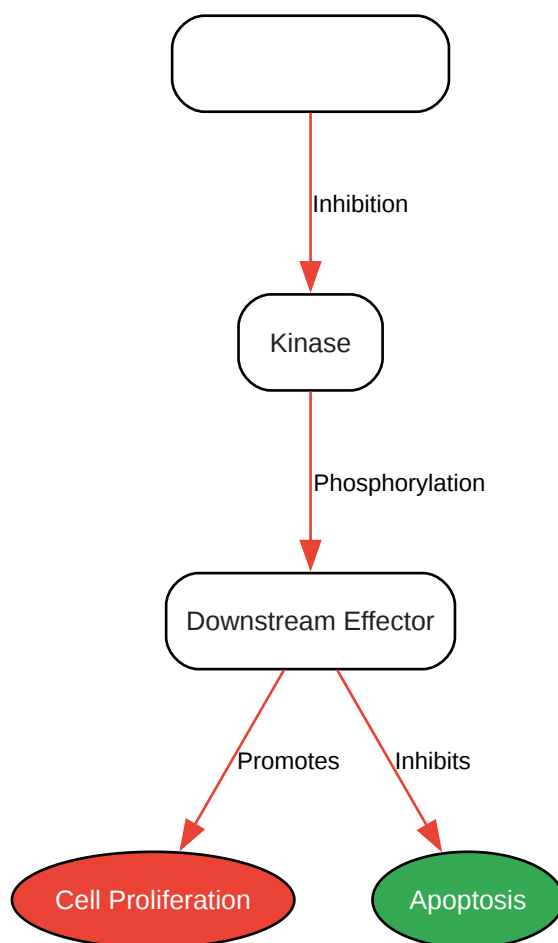 Inhibition
Kinase
Phosphorylation
Downstream Effector
Promotes
Inhibits
Cell Proliferation
Apoptosis